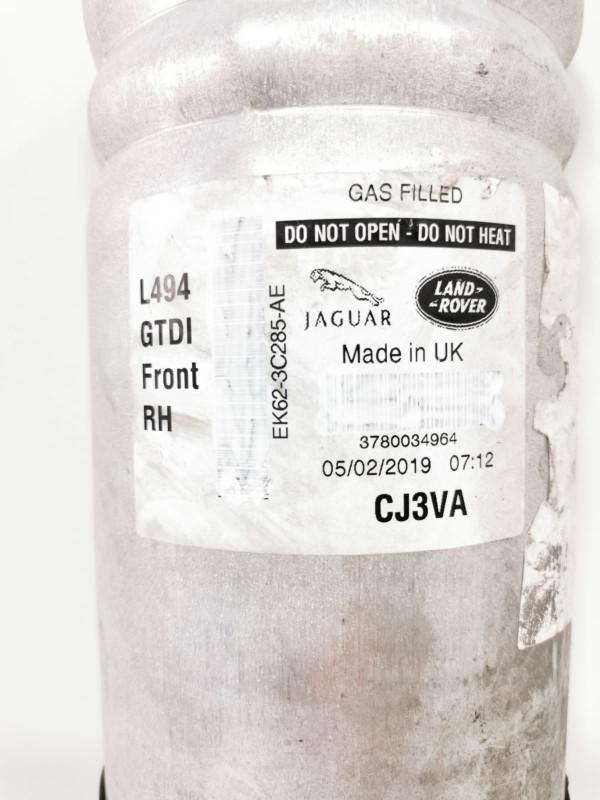 GAS FILLED
DO NOT OPEN - DO NOT HEAT
L494
GTDI
Front
RH
EK62-3C285-AE
JAGUAR
LAND-
-ROVER
Made in UK
3780034964
05/02/2019 07:12
CJ3VA